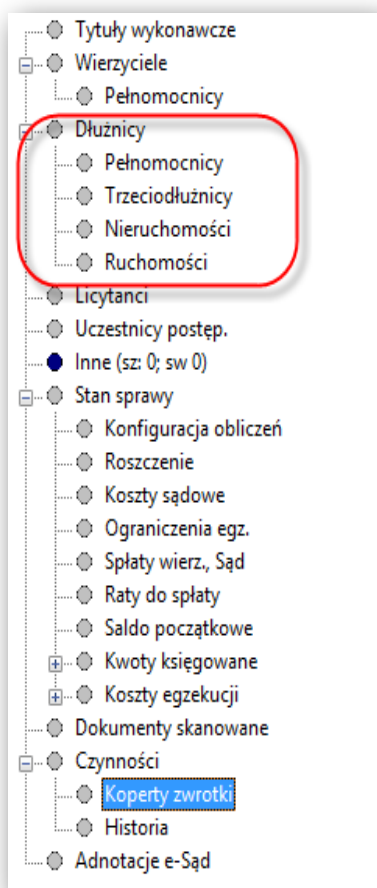 Tytuły wykonawcze
Wierzyciele
Pełnomocnicy
Dłużnicy
Pełnomocnicy
Trzeciodłużnicy
Nieruchomości
Ruchomości
Licytanci
Uczestnicy postęp.
Inne (sz: 0; sw 0)
Stan sprawy
Konfiguracja obliczeń
Roszczenie
Koszty sądowe
Ograniczenia egz.
Spłaty wierz., Sąd
Raty do spłaty
Saldo początkowe
Kwoty księgowane
Koszty egzekucji
Dokumenty skanowane
Czynności
Koperty zwrotki
Historia
Adnotacje e-Sąd